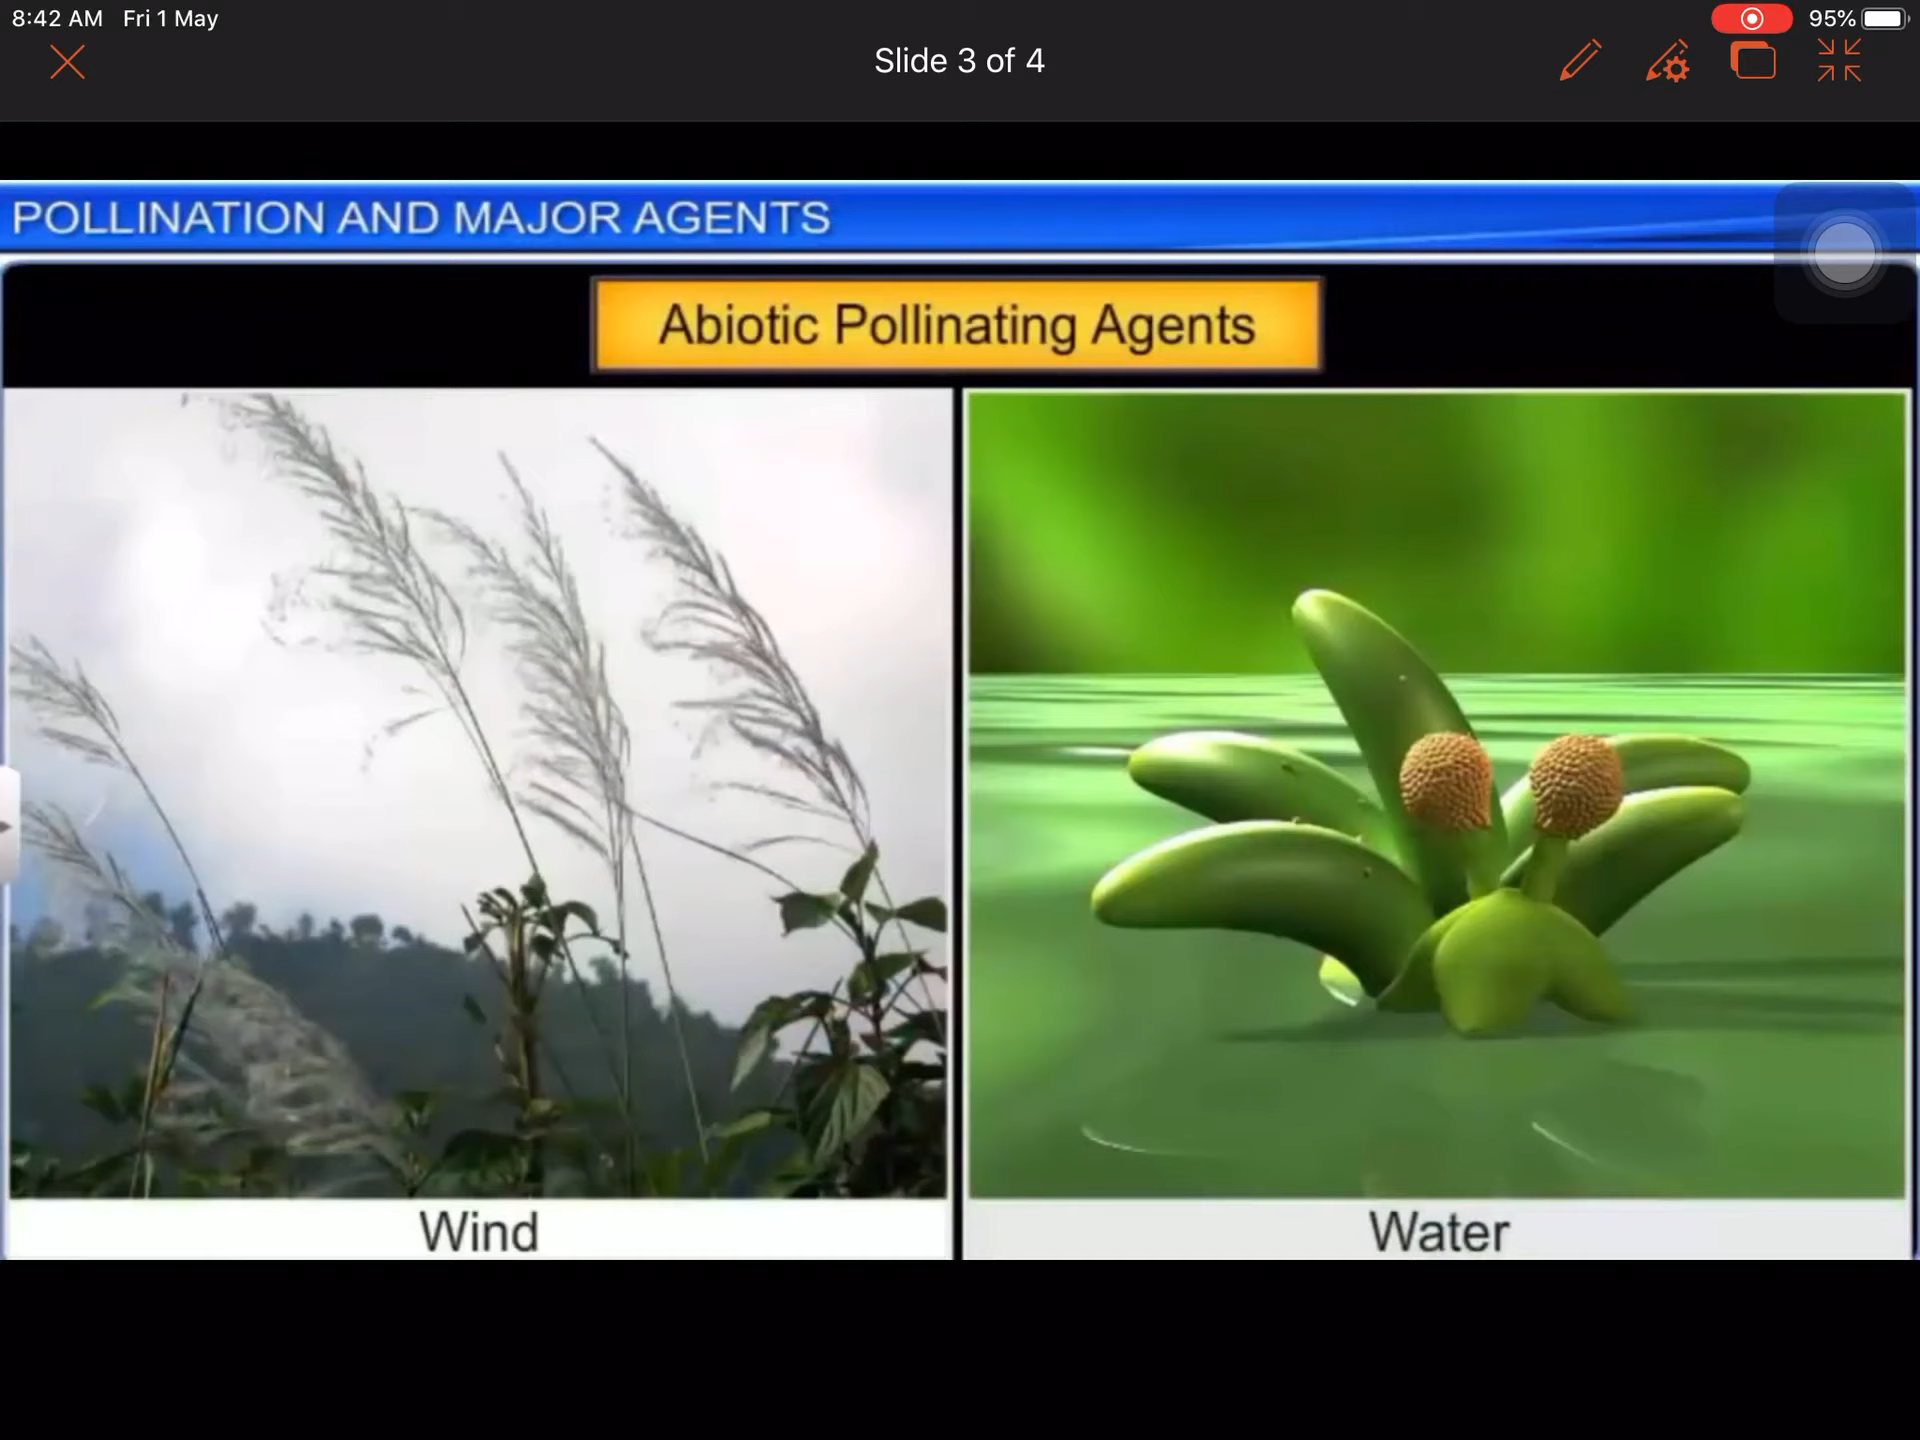 8:42 AM Fri 1 May
95%
Slide 3 of 4
POLLINATION AND MAJOR AGENTS
Abiotic Pollinating Agents
Wind
Water